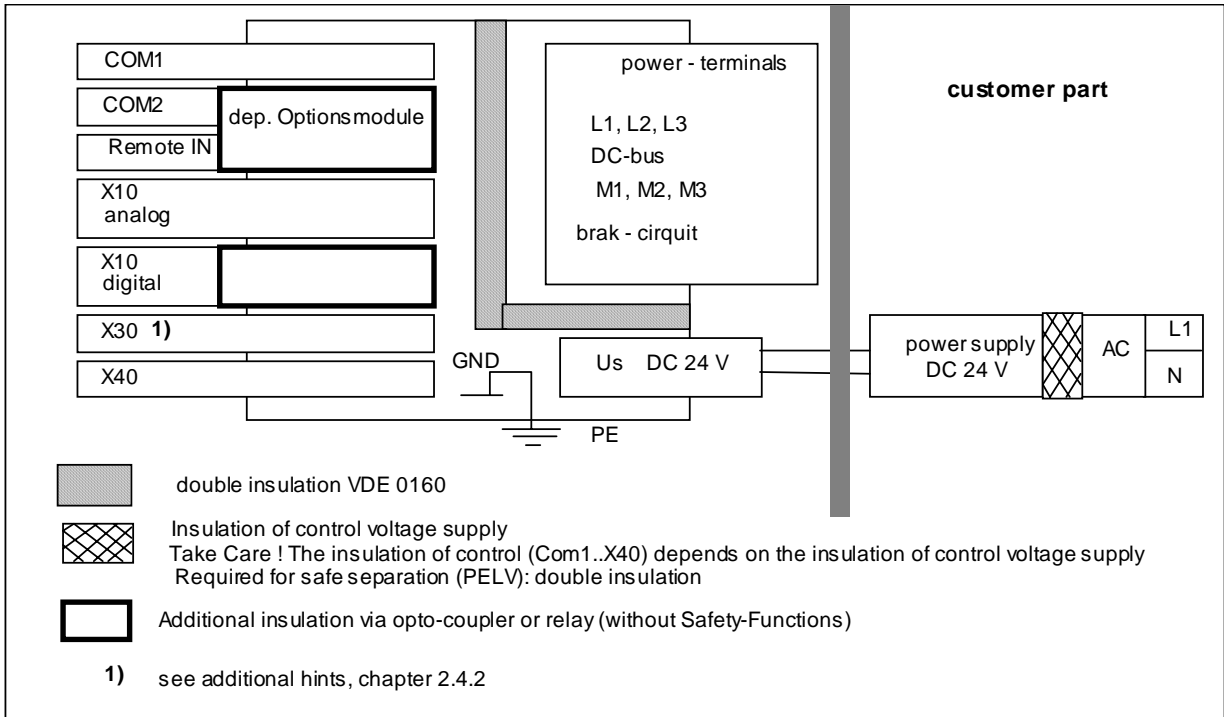 COM1
COM2
dep. Optionsmodule
Remote IN
X10
analog
X10
digital
X30 1)
X40
power - terminals
L1, L2, L3
DC-bus
M1, M2, M3
brak - cirquit
GND
PE
Us DC 24 V
customer part
power supply
DC 24 V
AC
L1
N
double insulation VDE 0160
Insulation of control voltage supply
Take Care ! The insulation of control (Com1..X40) depends on the insulation of control voltage supply
Required for safe separation (PELV): double insulation
Additional insulation via opto-coupler or relay (without Safety-Functions)
1) see additional hints, chapter 2.4.2